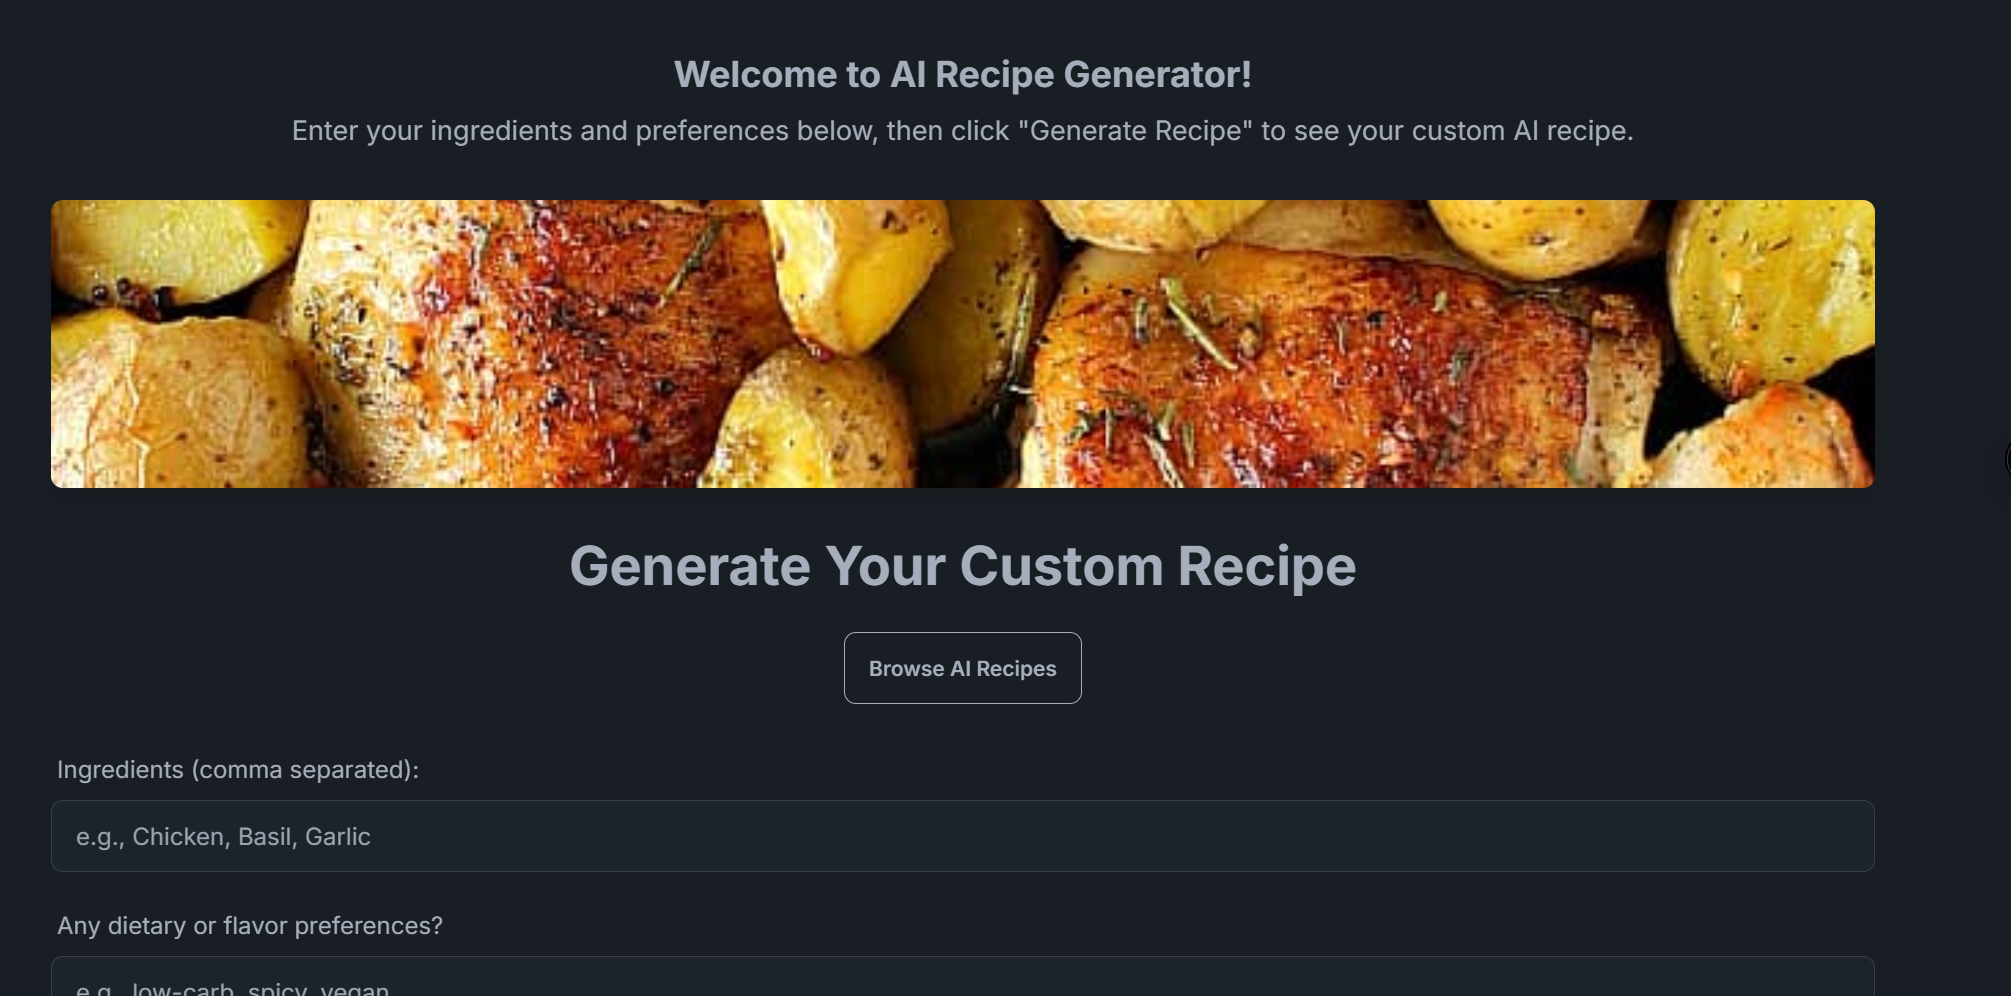 Welcome to AI Recipe Generator!
Enter your ingredients and preferences below, then click "Generate Recipe" to see your custom AI recipe.
Generate Your Custom Recipe
Browse AI Recipes
Ingredients (comma separated):
e.g., Chicken, Basil, Garlic
Any dietary or flavor preferences?
e.g., low-carb, spicy, vegan